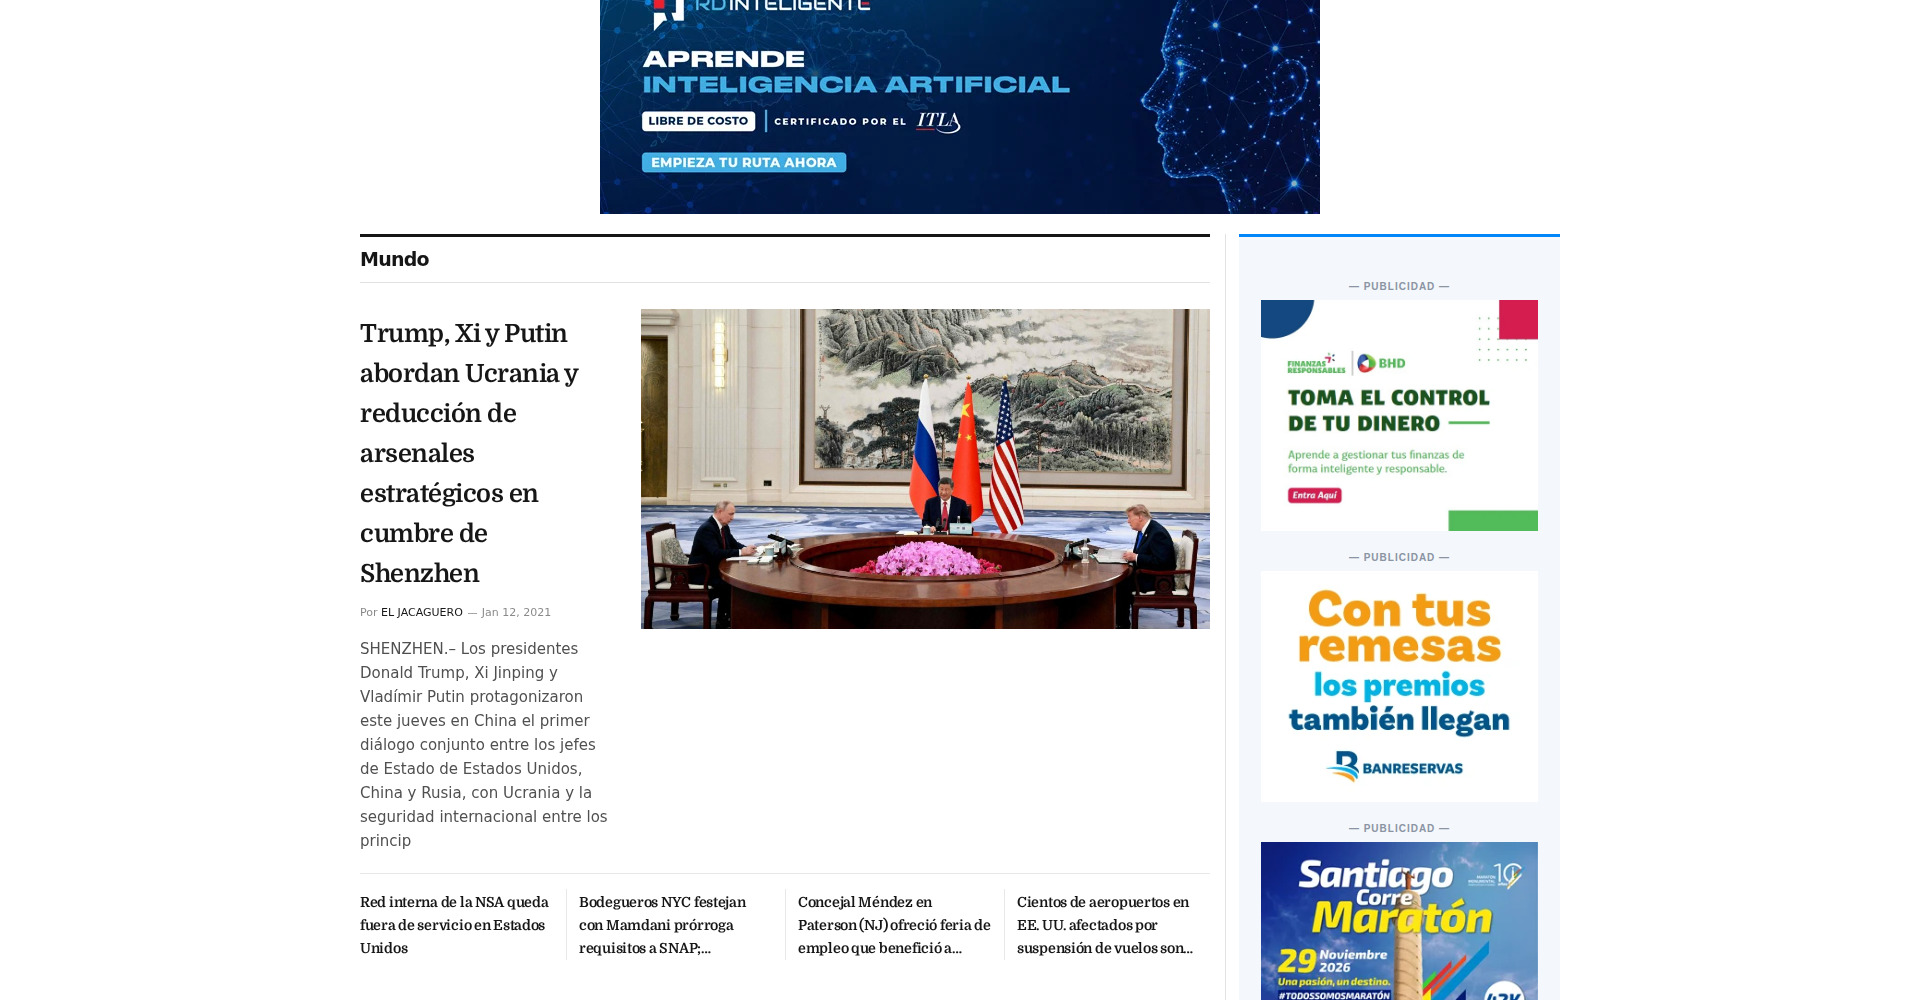 RDINTELIGENTE
APRENDE
INTELIGENCIA ARTIFICIAL
LIBRE DE COSTO
CERTIFICADO POR EL ITLA
EMPIEZA TU RUTA AHORA
Mundo
Trump, Xi y Putin
abordan Ucrania y
reducción de
arsenales
estratégicos en
cumbre de
Shenzhen
Por EL JACAGUERO — Jan 12, 2021
SHENZHEN.– Los presidentes
Donald Trump, Xi Jinping y
Vladímir Putin protagonizaron
este jueves en China el primer
diálogo conjunto entre los jefes
de Estado de Estados Unidos,
China y Rusia, con Ucrania y la
seguridad internacional entre los
princip
Red interna de la NSA queda
fuera de servicio en Estados
Unidos
Bodegueros NYC festejan
con Mamdani prórroga
requisitos a SNAP;...
Concejal Méndez en
Paterson (NJ) ofreció feria de
empleo que benefició a...
Cientos de aeropuertos en
EE. UU. afectados por
suspensión de vuelos son...
— PUBLICIDAD —
FINANZAS
RESPONSABLES
BHD
TOMA EL CONTROL
DE TU DINERO
Aprende a gestionar tus finanzas de
forma inteligente y responsable.
Entra Aquí
— PUBLICIDAD —
Con tus
remesas
los premios
también llegan
BANRESERVAS
— PUBLICIDAD —
Santiago
Corre
Maratón
29 Noviembre
2026
Una pasión, un destino.
#TODOSSOMOSMARATÓN
42K